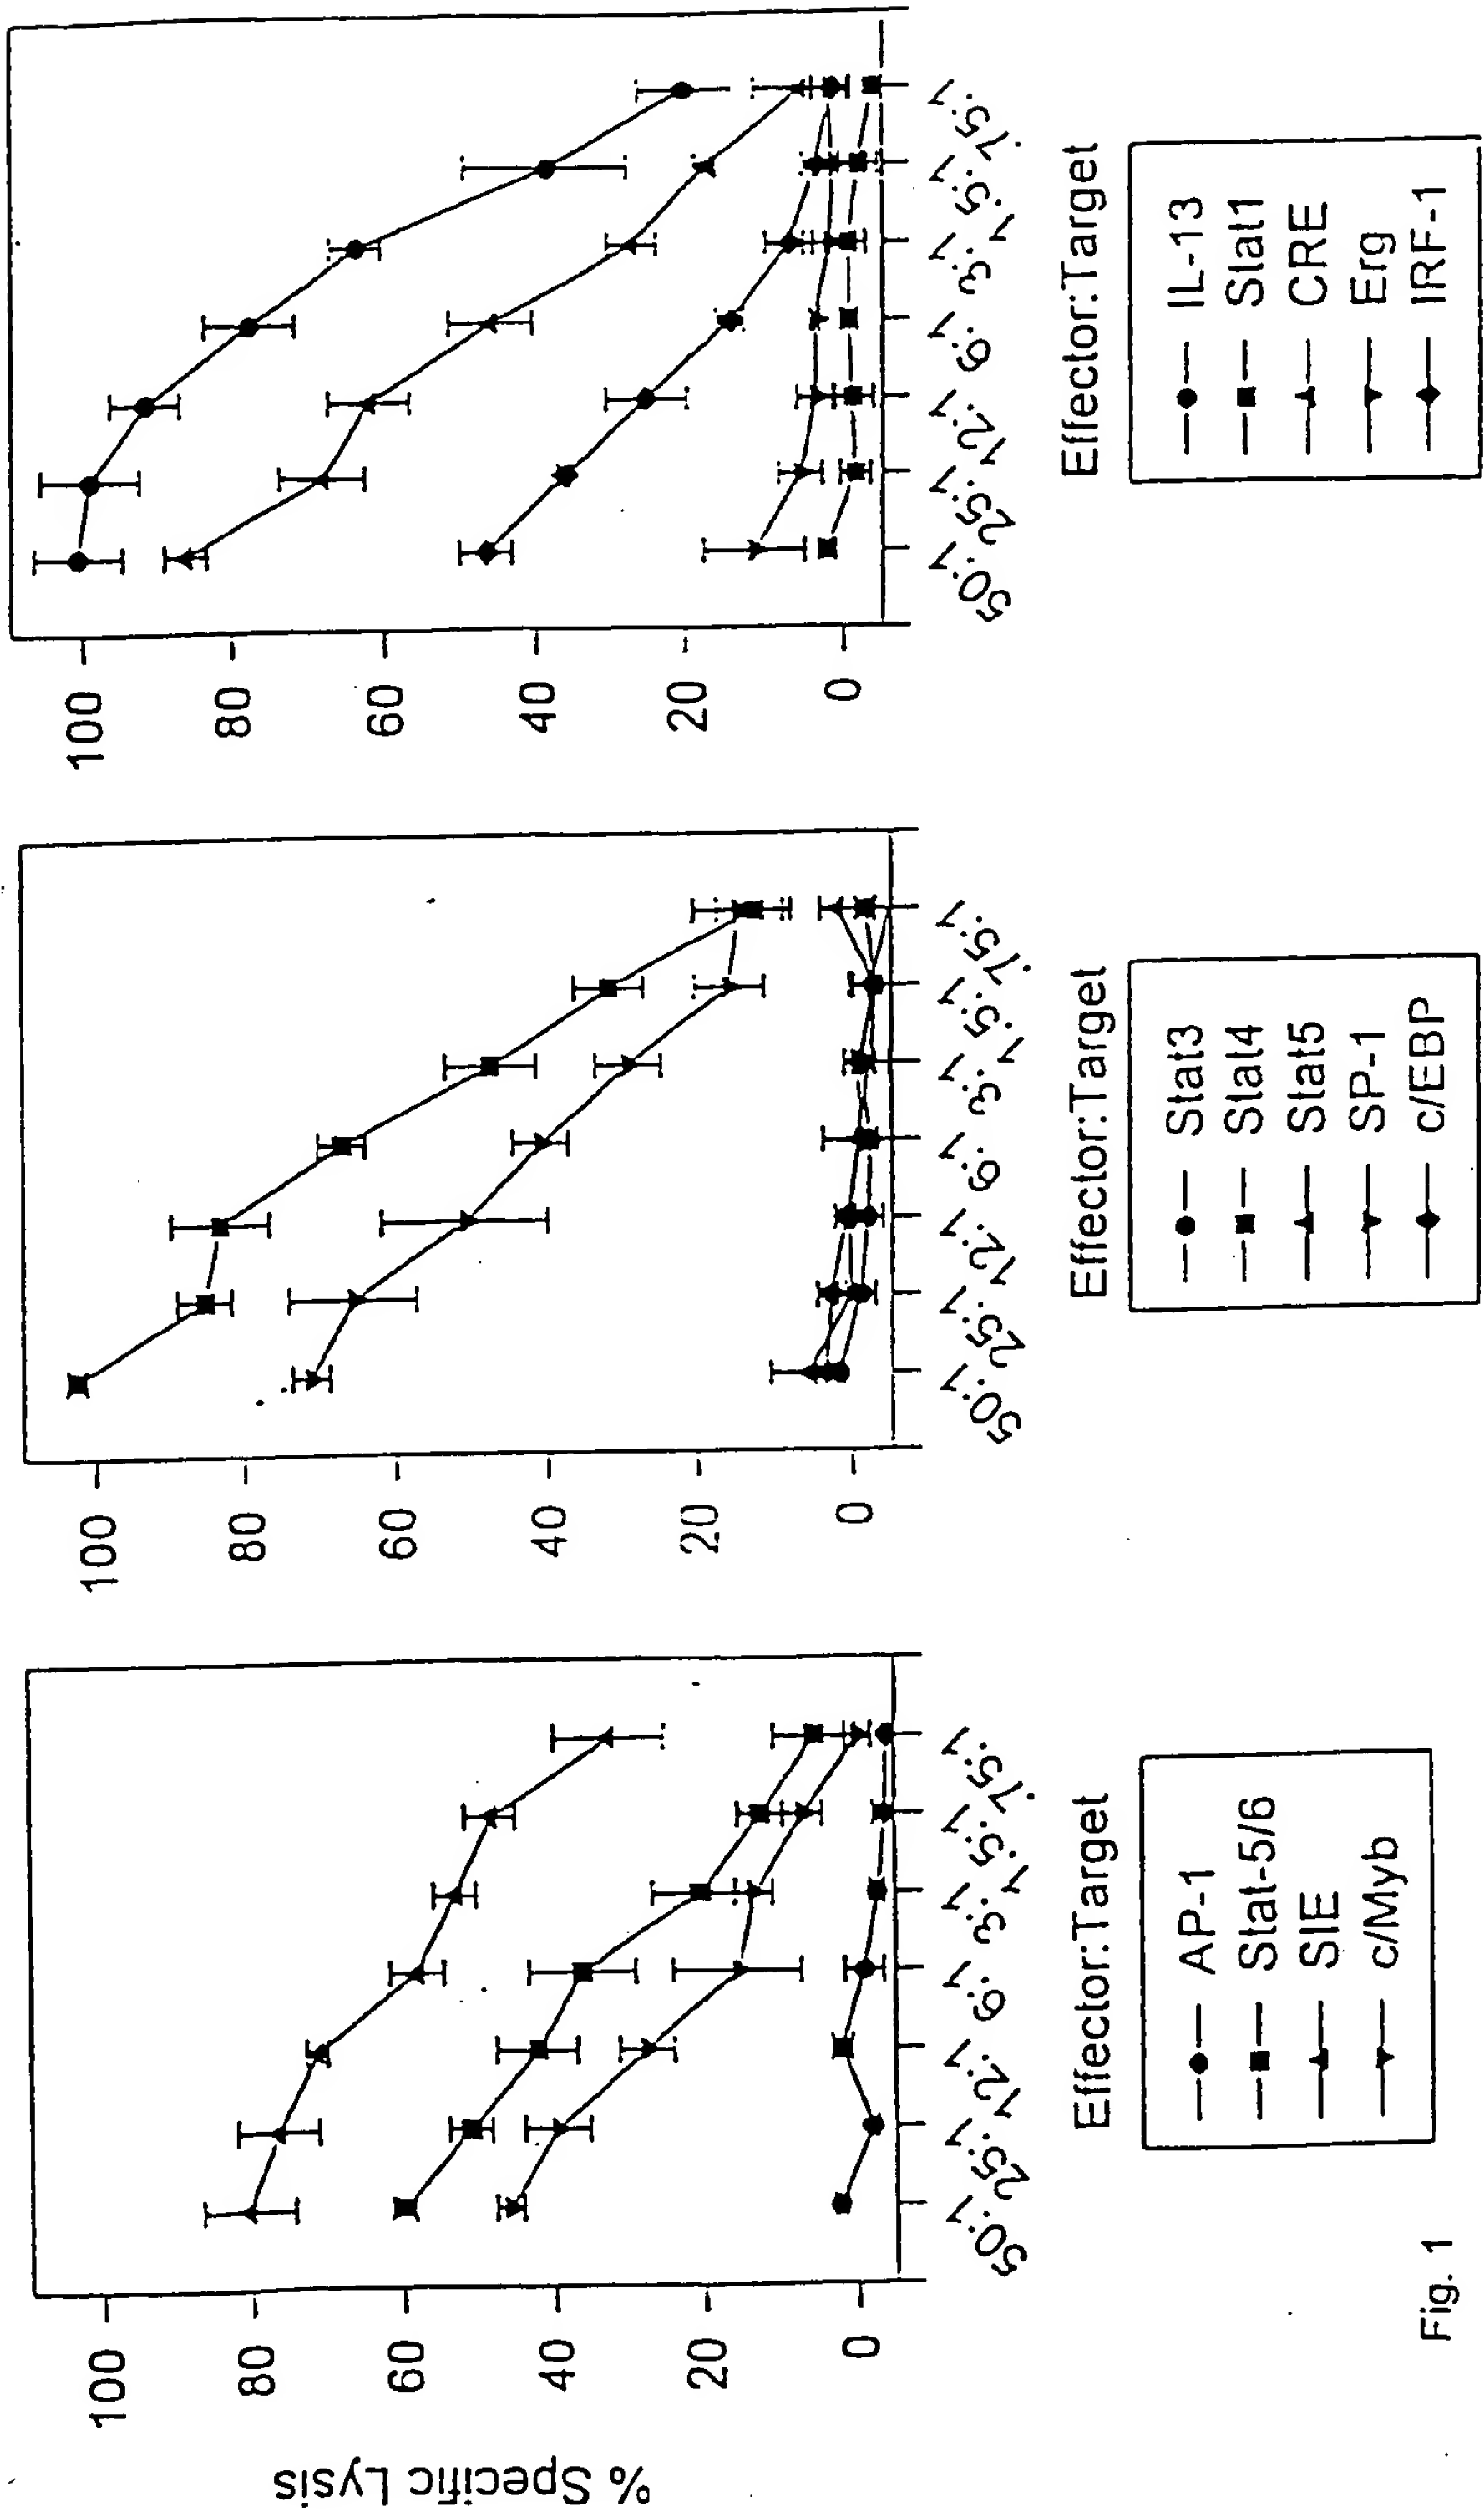 % Specific Lysis
100
80
60
40
20
0
50:1 25:1 12:1 6:1 3:1 1.5:1 .75:1
Effector:Target
AP-1
Stat-5/6
SIE
c/Myb
100
80
60
40
20
0
50:1 25:1 12:1 6:1 3:1 1.5:1 .75:1
Effector:Target
Stat3
Stat4
Stat5
SP-1
c/EBP
100
80
60
40
20
0
50:1 25:1 12:1 6:1 3:1 1.5:1 .75:1
Effector:Target
IL-13
Stat1
CRE
Erg
IRF-1
Fig. 1